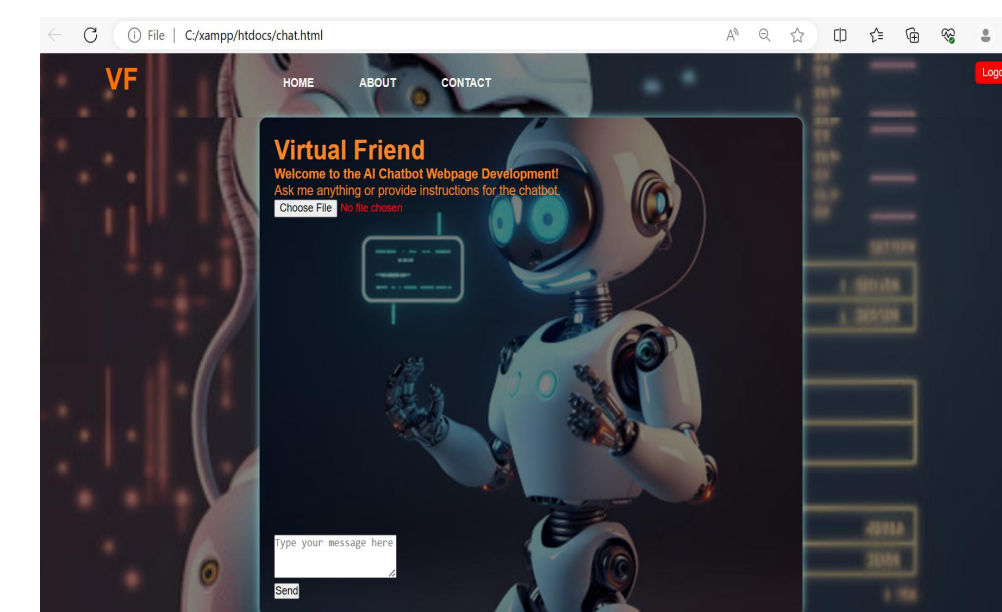 File | C:/xampp/htdocs/chat.html
VF
HOME ABOUT CONTACT
Virtual Friend
Welcome to the AI Chatbot Webpage Development!
Ask me anything or provide instructions for the chatbot.
Choose File No file chosen
Type your message here
Send